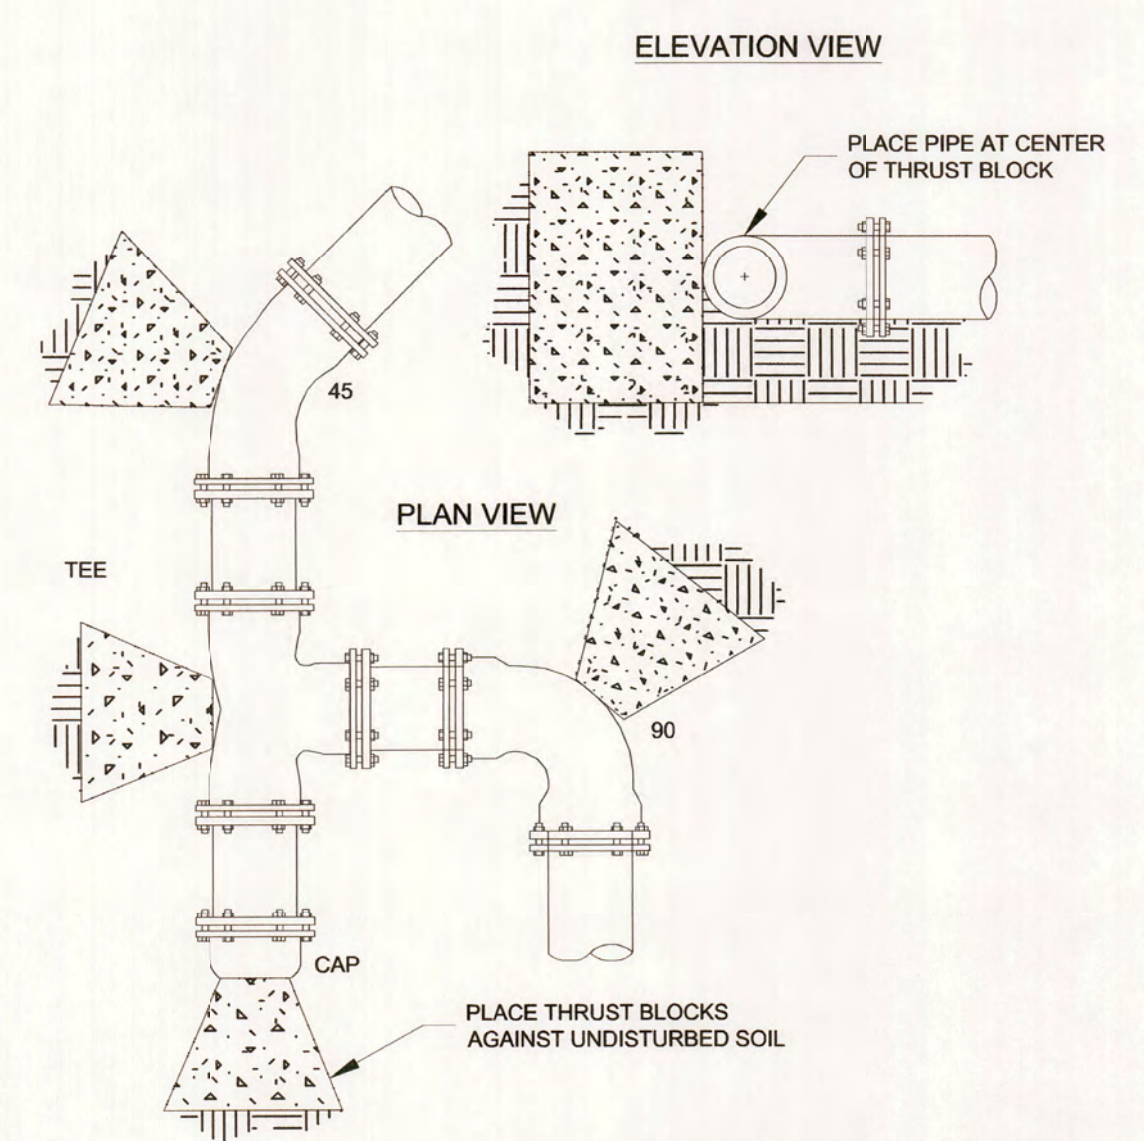 ELEVATION VIEW
PLACE PIPE AT CENTER
OF THRUST BLOCK
45
PLAN VIEW
TEE
90
CAP
PLACE THRUST BLOCKS
AGAINST UNDISTURBED SOIL